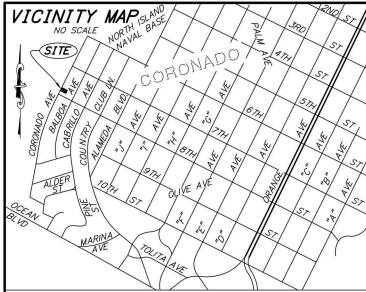 VICINITY MAP
NO SCALE
SITE
NORTH ISLAND
NAVAL BASE
CORONADO
2ND ST
3RD
4TH
5TH
ST
6TH
7TH
8TH
9TH
10TH
ST
ST
ST
PALM AVE
CORONADO AVE
BALBOA AVE
CABRILLO AVE
COUNTRY CLUB LN.
ALAMEDA BLVD.
"J"
"I"
"H" AVE
"G" AVE
"F"
"E" AVE
"D" AVE
ORANGE AVE
"C" AVE
"B" AVE
"A" AVE
OLIVE AVE
ALDER
ST
PINE ST
OCEAN
BLVD
MARINA
AVE
TOLITA AVE